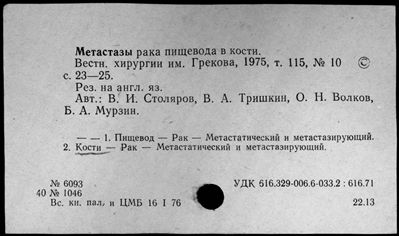 Метастазы рака пищевода в кости.
Вестн. хирургии им. Грекова, 1975, т. 115, № 10 ©
с. 23—25.
Рез. на англ. яз.
Авт.: В. И. Столяров, В. А. Тришкин, О. Н. Волков,
Б. А. Мурзин.
— — 1. Пищевод — Рак — Метастатический и метастазирующий.
2. Кости — Рак — Метастатический и метастазирующий.
№ 6093 УДК 616.329-006.6-033.2 : 616.71
40 № 1046
Вс. кн. пал. и ЦМБ 16 I 76 22.13